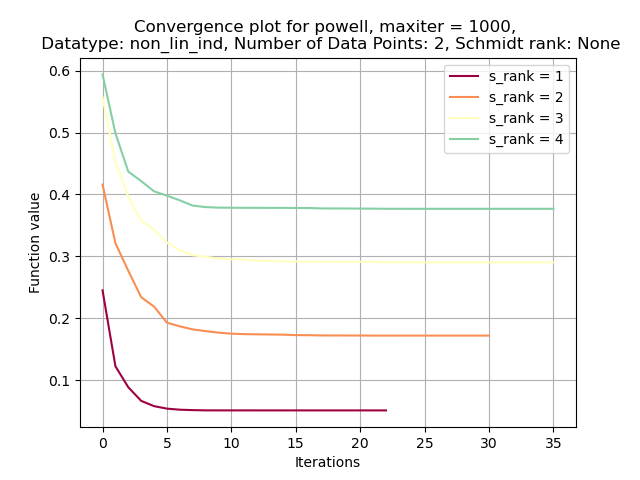 Convergence plot for powell, maxiter = 1000,
Datatype: non_lin_ind, Number of Data Points: 2, Schmidt rank: None
0.6
0.5
0.4
0.3
0.2
0.1
Function value
s_rank = 1
s_rank = 2
s_rank = 3
s_rank = 4
0 5 10 15 20 25 30 35
Iterations